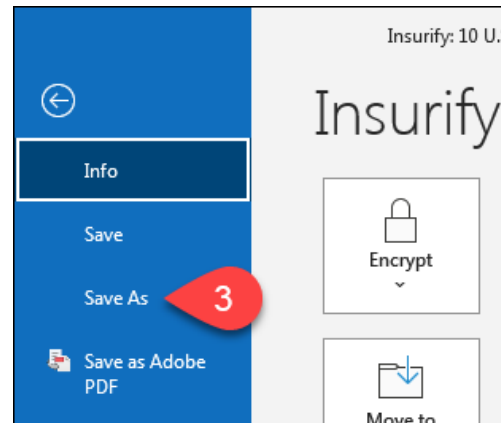 Insurify: 10 U.
Insurify
Info
Save
Encrypt
Save As
3
Save as Adobe
PDF
Move to